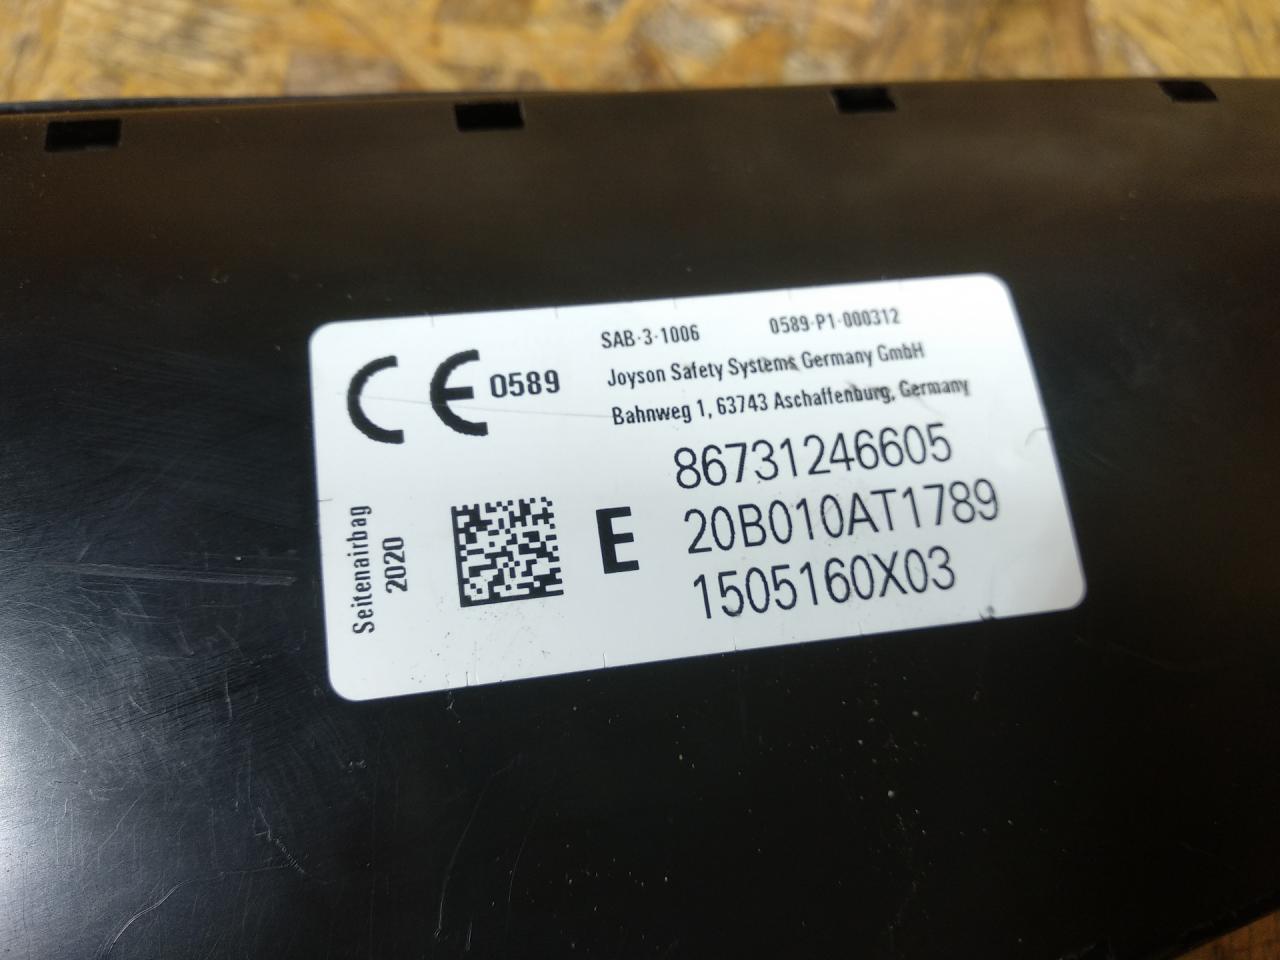 SAB-3-1006 0589-P1-000312
CE 0589
Joyson Safety Systems Germany GmbH
Bahnweg 1, 63743 Aschaffenburg, Germany
86731246605
E
20B010AT1789
1505160X03
Seitenairbag
2020